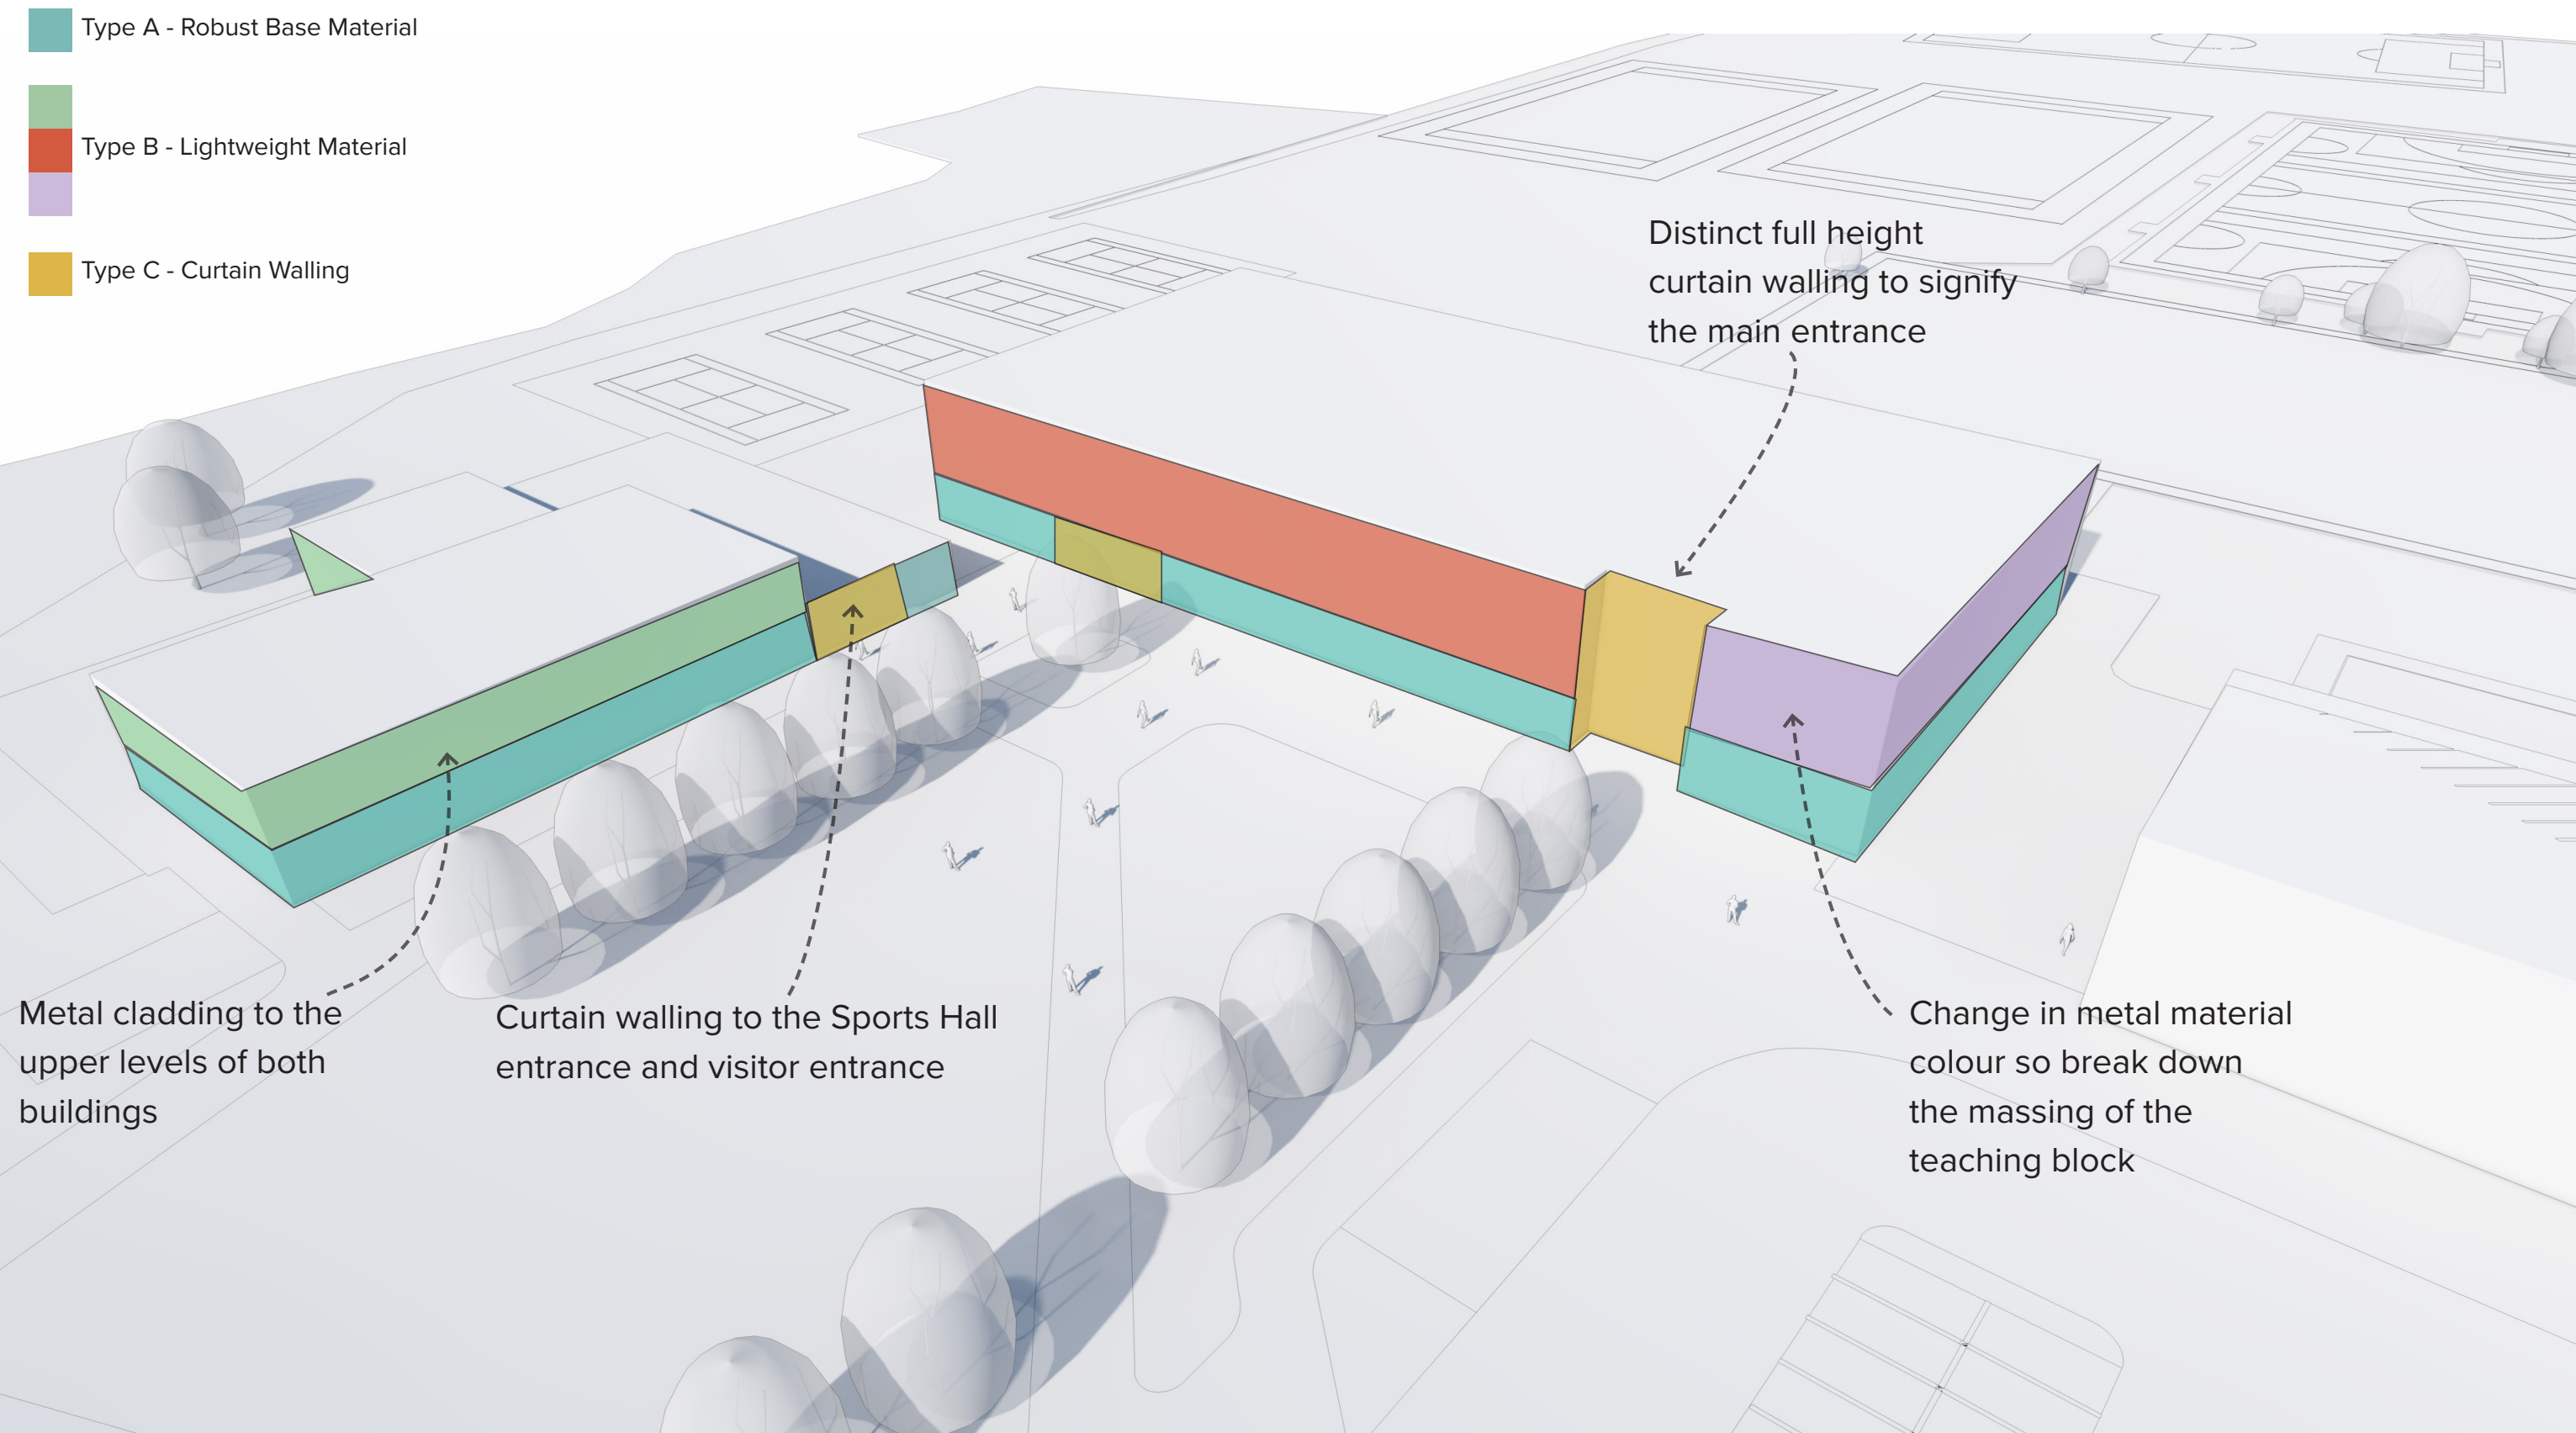 Type A - Robust Base Material
Type B - Lightweight Material
Type C - Curtain Walling
Distinct full height
curtain walling to signify
the main entrance
Metal cladding to the
upper levels of both
buildings
Curtain walling to the Sports Hall
entrance and visitor entrance
Change in metal material
colour so break down
the massing of the
teaching block